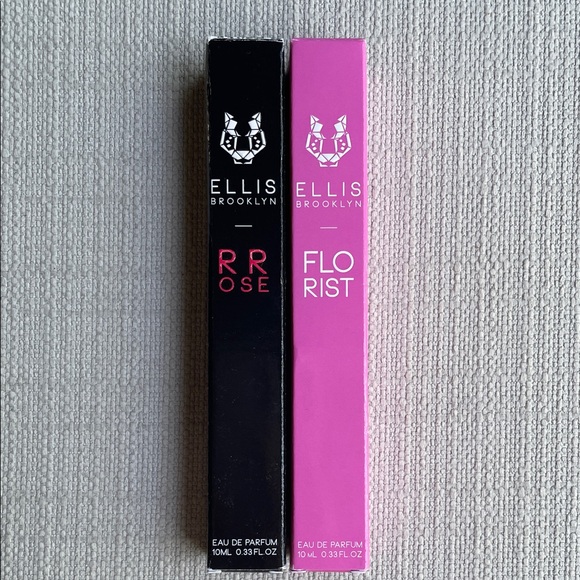 ELLIS
BROOKLYN
RR
OSE
EAU DE PARFUM
10ML 0.33 FL OZ
ELLIS
BROOKLYN
FLO
RIST
EAU DE PARFUM
10 mL 0.33 FL. OZ